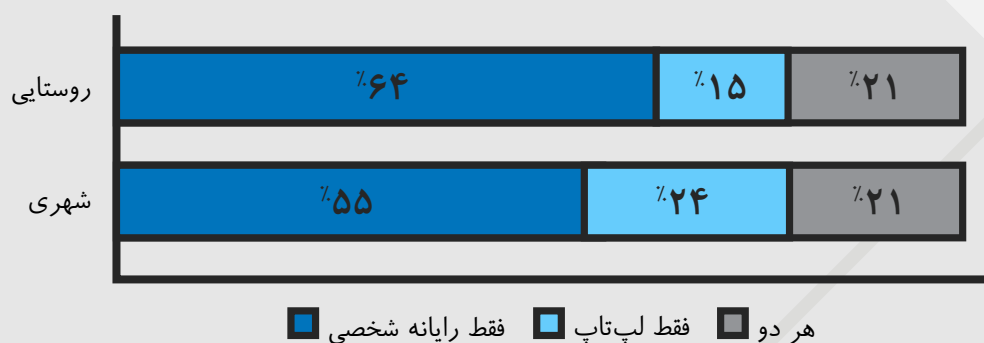 روستایی ۶۴٪ ۱۵٪ ۲۱٪
شهری ۵۵٪ ۲۴٪ ۲۱٪
هر دو فقط لپ‌تاپ فقط رایانه شخصی